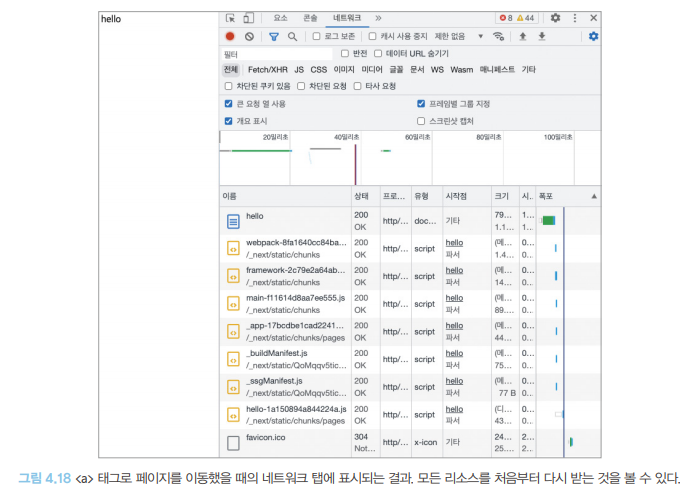 hello
요소 콘솔 네트워크 » 8 44
로그 보존 캐시 사용 중지 제한 없음
필터 반전 데이터 URL 숨기기
전체 Fetch/XHR JS CSS 이미지 미디어 글꼴 문서 WS Wasm 매니페스트 기타
차단된 쿠키 있음 차단된 요청 타사 요청
큰 요청 열 사용 프레임별 그룹 지정
개요 표시 스크린샷 캡처
20밀리초 40밀리초 60밀리초 80밀리초 100밀리초
이름 상태 프로... 유형 시작점 크기 시.. 폭포
hello 200 http/... doc... 기타 79... 1...
OK 1.1... 1...
webpack-8fa1640cc84ba... 200 http/... script hello (메... 0...
/_next/static/chunks OK 파서 1.4... 0...
framework-2c79e2a64ab... 200 http/... script hello (메... 0...
/_next/static/chunks OK 파서 14... 0...
main-f11614d8aa7ee555.js 200 http/... script hello (메... 0...
/_next/static/chunks OK 파서 89.... 0...
_app-17bcdbe1cad2241... 200 http/... script hello (메... 0...
/_next/static/chunks/pages OK 파서 44... 0...
_buildManifest.js 200 http/... script hello (메... 0...
/_next/static/QoMqqv5tic... OK 파서 75... 0...
_ssgManifest.js 200 http/... script hello (메... 0...
/_next/static/QoMqqv5tic... OK 파서 77 B 0...
hello-1a150894a844224a.js 200 http/... script hello (디... 0...
/_next/static/chunks/pages OK 파서 43... 0...
favicon.ico 304 http/... x-icon 기타 24... 2...
Not... 25.... 2...
그림 4.18 <a> 태그로 페이지를 이동했을 때의 네트워크 탭에 표시되는 결과. 모든 리소스를 처음부터 다시 받는 것을 볼 수 있다.